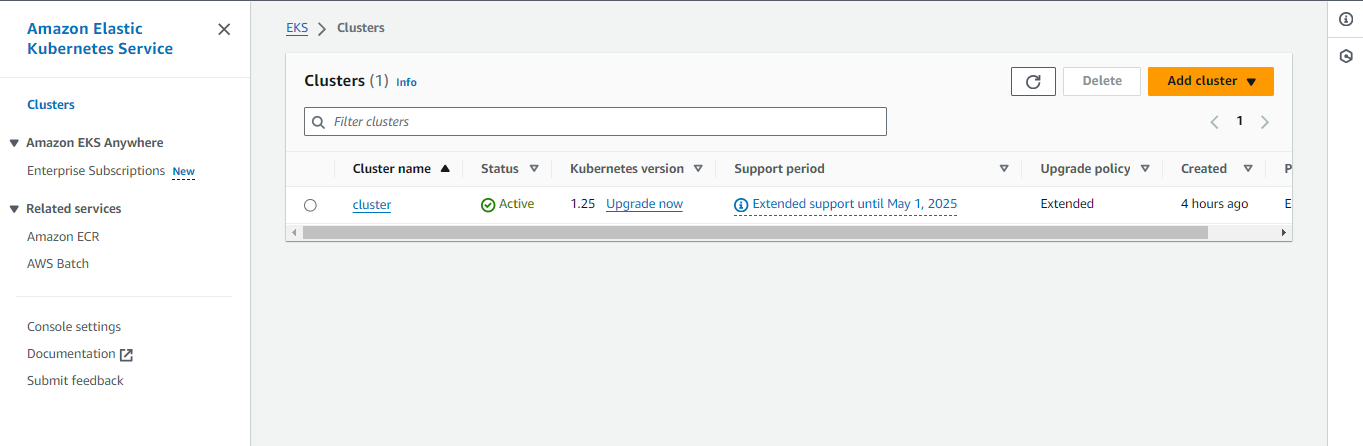 Amazon Elastic
Kubernetes Service
Clusters
Amazon EKS Anywhere
Enterprise Subscriptions New
Related services
Amazon ECR
AWS Batch
Console settings
Documentation
Submit feedback
EKS Clusters
Clusters (1) Info
Delete
Add cluster
Filter clusters
1
Cluster name Status Kubernetes version Support period Upgrade policy Created P
cluster Active 1.25 Upgrade now Extended support until May 1, 2025 Extended 4 hours ago E